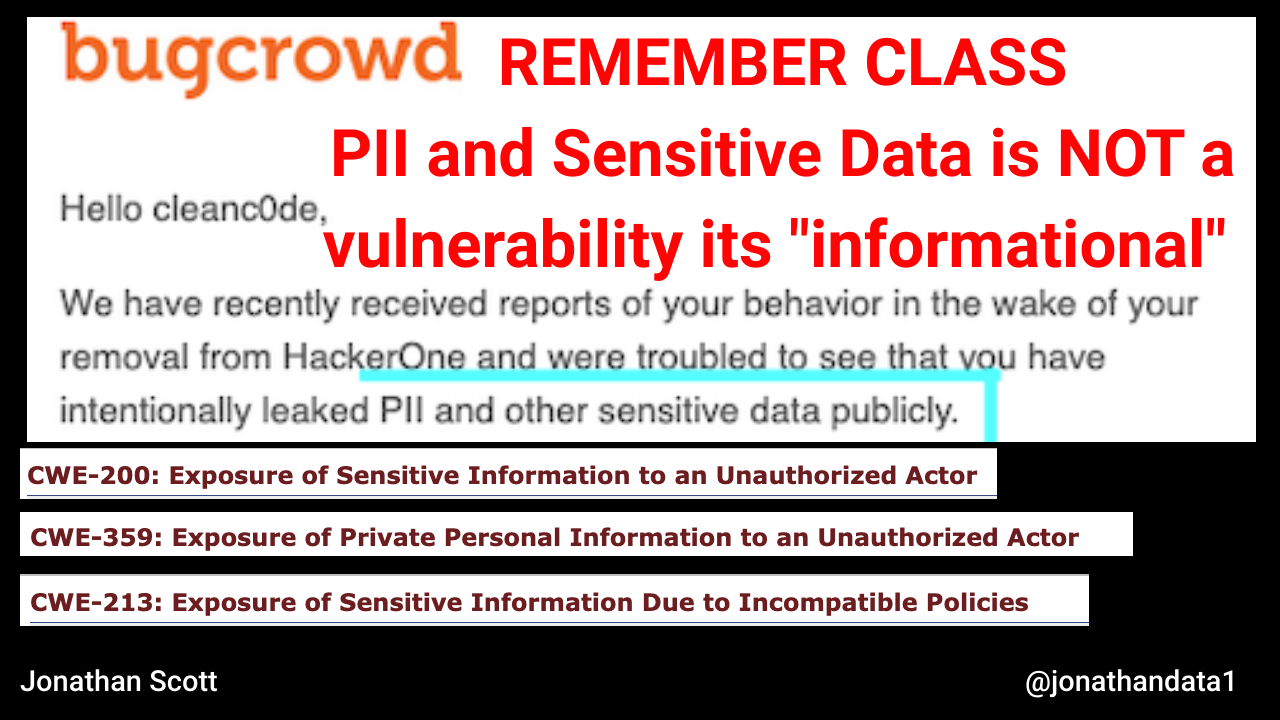 bugcrowd
REMEMBER CLASS
PII and Sensitive Data is NOT a
vulnerability its "informational"
Hello cleanc0de,
We have recently received reports of your behavior in the wake of your
removal from HackerOne and were troubled to see that you have
intentionally leaked PII and other sensitive data publicly.
CWE-200: Exposure of Sensitive Information to an Unauthorized Actor
CWE-359: Exposure of Private Personal Information to an Unauthorized Actor
CWE-213: Exposure of Sensitive Information Due to Incompatible Policies
Jonathan Scott
@jonathandata1